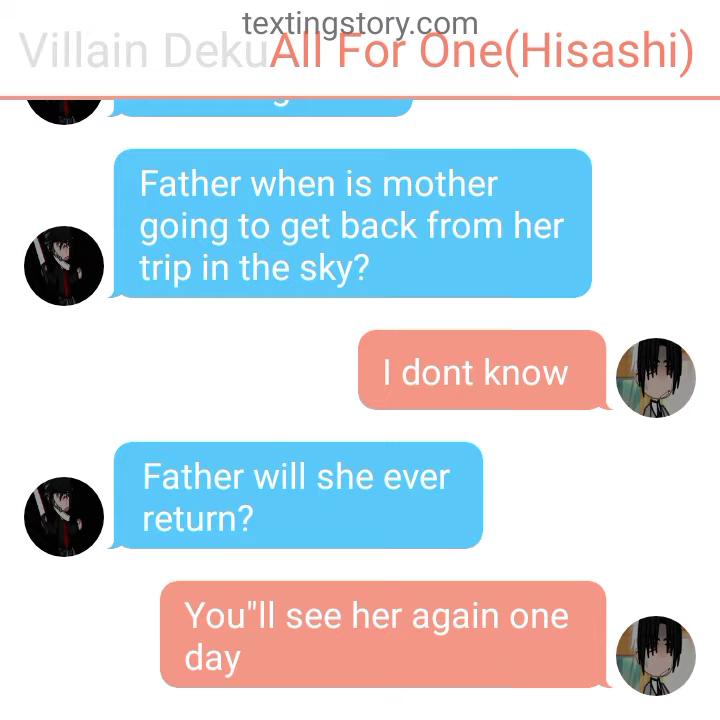 textingstory.com
Villain Deku All For One(Hisashi)
Father when is mother
going to get back from her
trip in the sky?
I dont know
Father will she ever
return?
You"ll see her again one
day